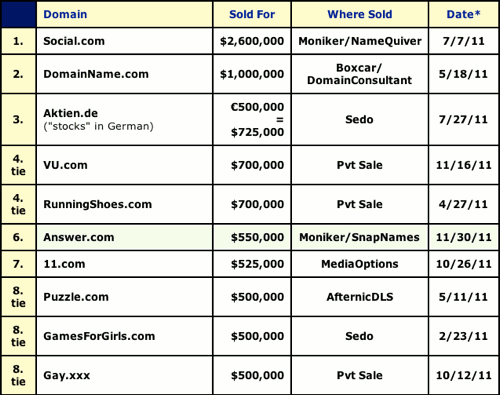 Domain Sold For Where Sold Date*
1. Social.com $2,600,000 Moniker/NameQuiver 7/7/11
2. DomainName.com $1,000,000 Boxcar/
DomainConsultant 5/18/11
3. Aktien.de
("stocks" in German) €500,000
=
$725,000 Sedo 7/27/11
4.
tie VU.com $700,000 Pvt Sale 11/16/11
4.
tie RunningShoes.com $700,000 Pvt Sale 4/27/11
6. Answer.com $550,000 Moniker/SnapNames 11/30/11
7. 11.com $525,000 MediaOptions 10/26/11
8.
tie Puzzle.com $500,000 AfternicDLS 5/11/11
8.
tie GamesForGirls.com $500,000 Sedo 2/23/11
8.
tie Gay.xxx $500,000 Pvt Sale 10/12/11